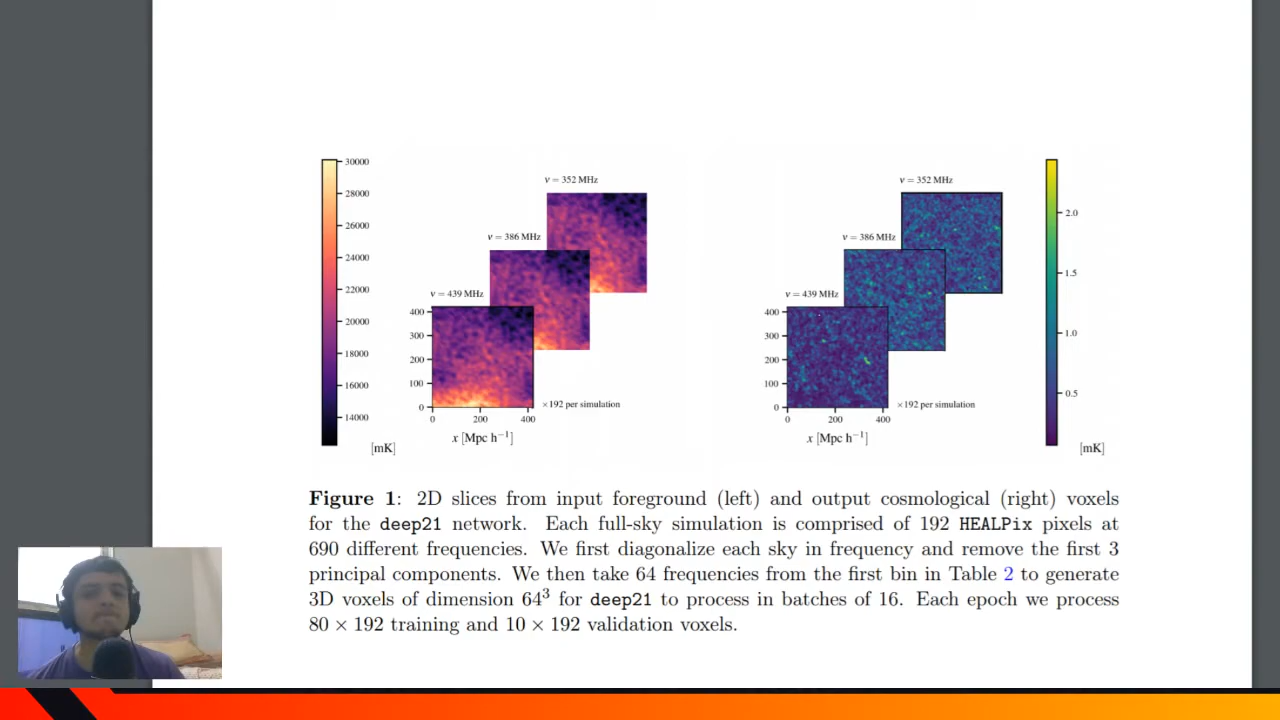 30000
28000
26000
24000
22000
20000
18000
16000
14000
[mK]
ν = 352 MHz
ν = 386 MHz
ν = 439 MHz
400
300
200
100
0
0 200 400
×192 per simulation
x [Mpc h⁻¹]
ν = 352 MHz
ν = 386 MHz
ν = 439 MHz
400
300
200
100
0
0 200 400
×192 per simulation
x [Mpc h⁻¹]
2.0
1.5
1.0
0.5
[mK]
Figure 1: 2D slices from input foreground (left) and output cosmological (right) voxels
for the deep21 network. Each full-sky simulation is comprised of 192 HEALPix pixels at
690 different frequencies. We first diagonalize each sky in frequency and remove the first 3
principal components. We then take 64 frequencies from the first bin in Table 2 to generate
3D voxels of dimension 64³ for deep21 to process in batches of 16. Each epoch we process
80 × 192 training and 10 × 192 validation voxels.